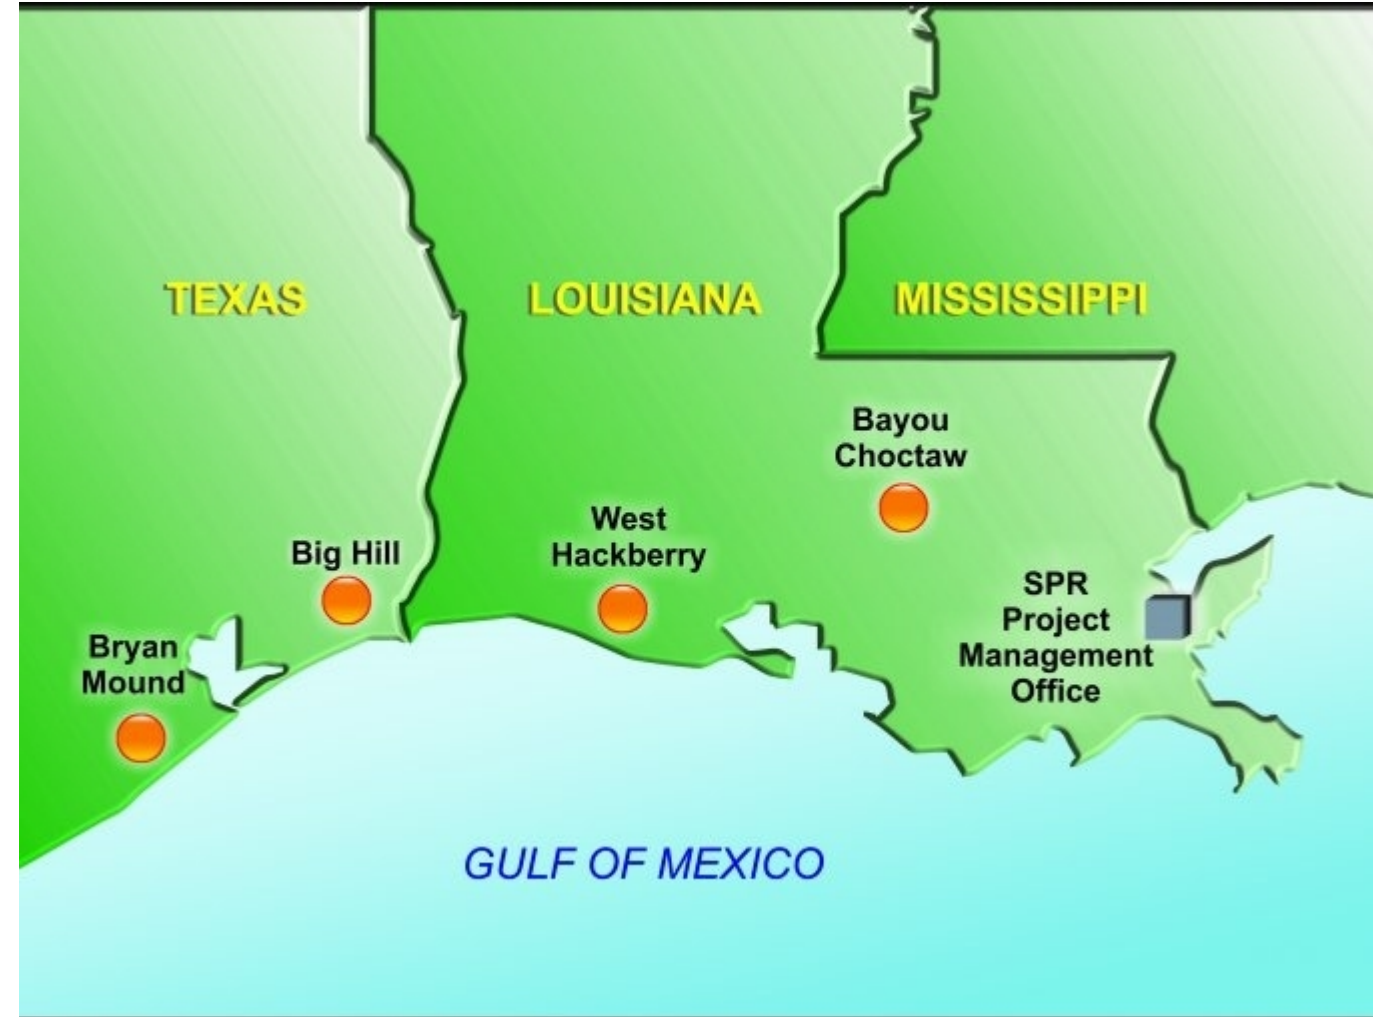 TEXAS
LOUISIANA
MISSISSIPPI
Bayou
Choctaw
West
Hackberry
Big Hill
SPR
Project
Management
Office
Bryan
Mound
GULF OF MEXICO